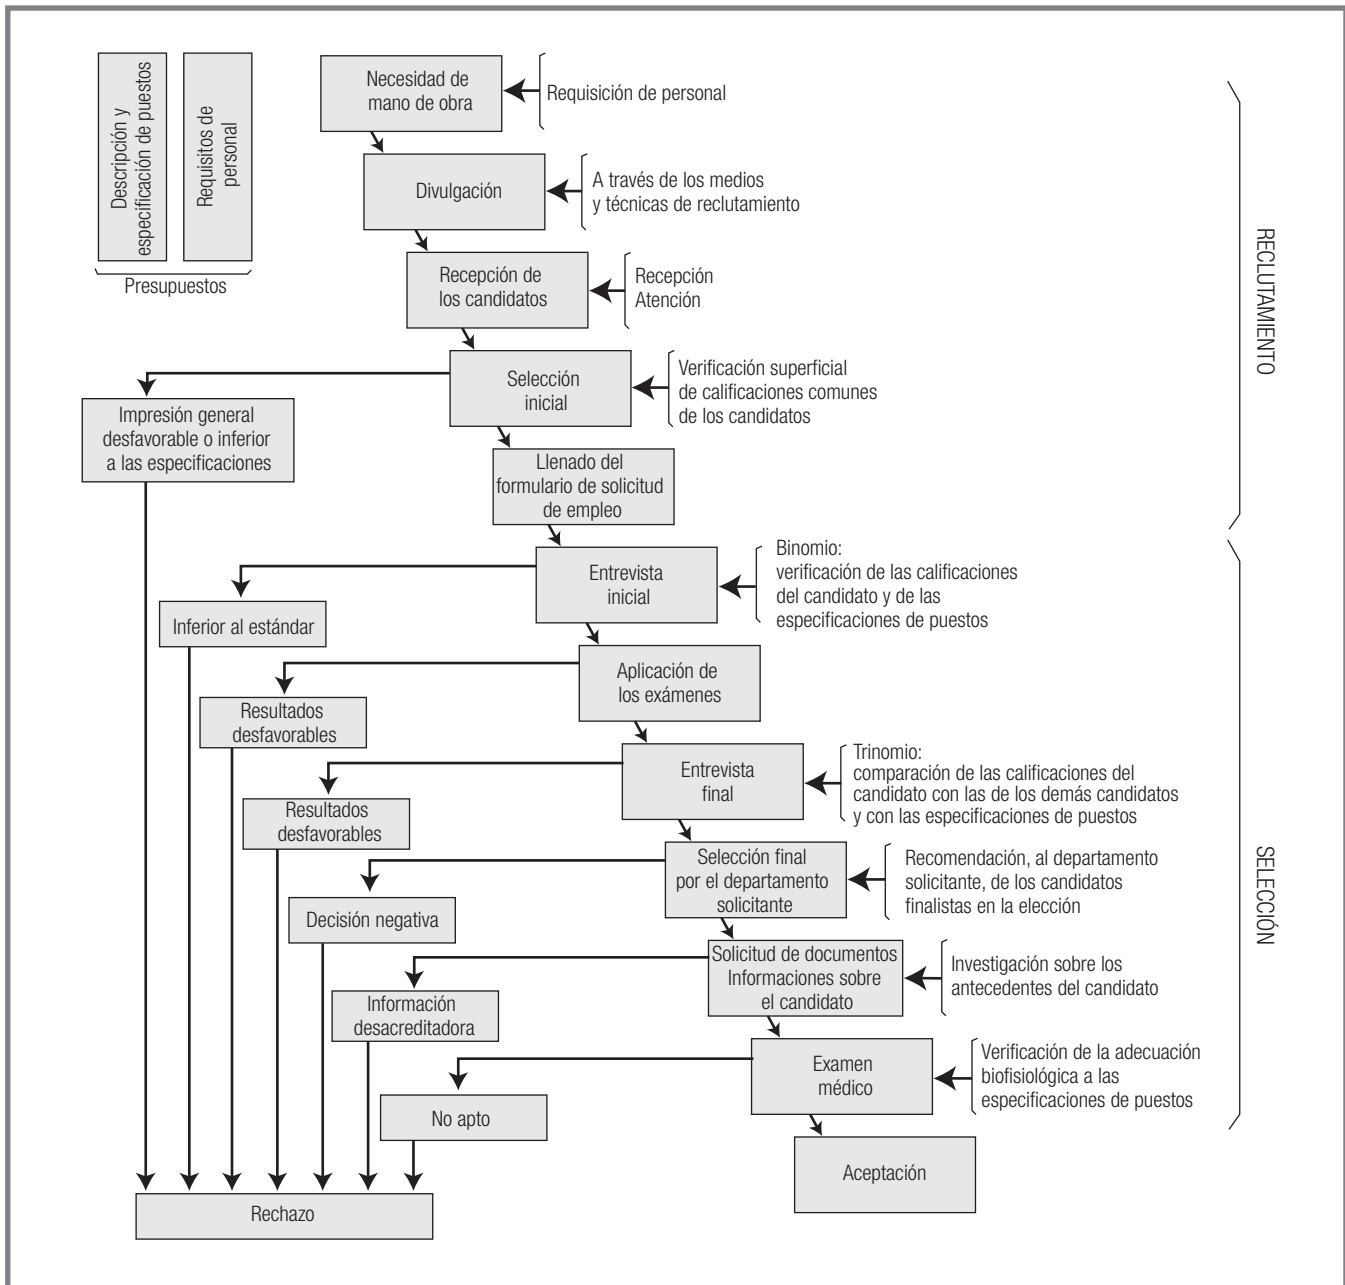 Descripción y
especificación de puestos
Requisitos de
personal
Presupuestos
Necesidad de
mano de obra
Requisición de personal
Divulgación
A través de los medios
y técnicas de reclutamiento
Recepción de
los candidatos
Recepción
Atención
Selección
inicial
Verificación superficial
de calificaciones comunes
de los candidatos
Impresión general
desfavorable o inferior
a las especificaciones
Llenado del
formulario de solicitud
de empleo
RECLUTAMIENTO
Entrevista
inicial
Binomio:
verificación de las calificaciones
del candidato y de las
especificaciones de puestos
Inferior al estándar
Aplicación de
los exámenes
Resultados
desfavorables
Entrevista
final
Trinomio:
comparación de las calificaciones del
candidato con las de los demás candidatos
y con las especificaciones de puestos
Resultados
desfavorables
Selección final
por el departamento
solicitante
Recomendación, al departamento
solicitante, de los candidatos
finalistas en la elección
Decisión negativa
Solicitud de documentos
Informaciones sobre
el candidato
Investigación sobre los
antecedentes del candidato
Información
desacreditadora
Examen
médico
Verificación de la adecuación
biofisiológica a las
especificaciones de puestos
No apto
Aceptación
Rechazo
SELECCIÓN